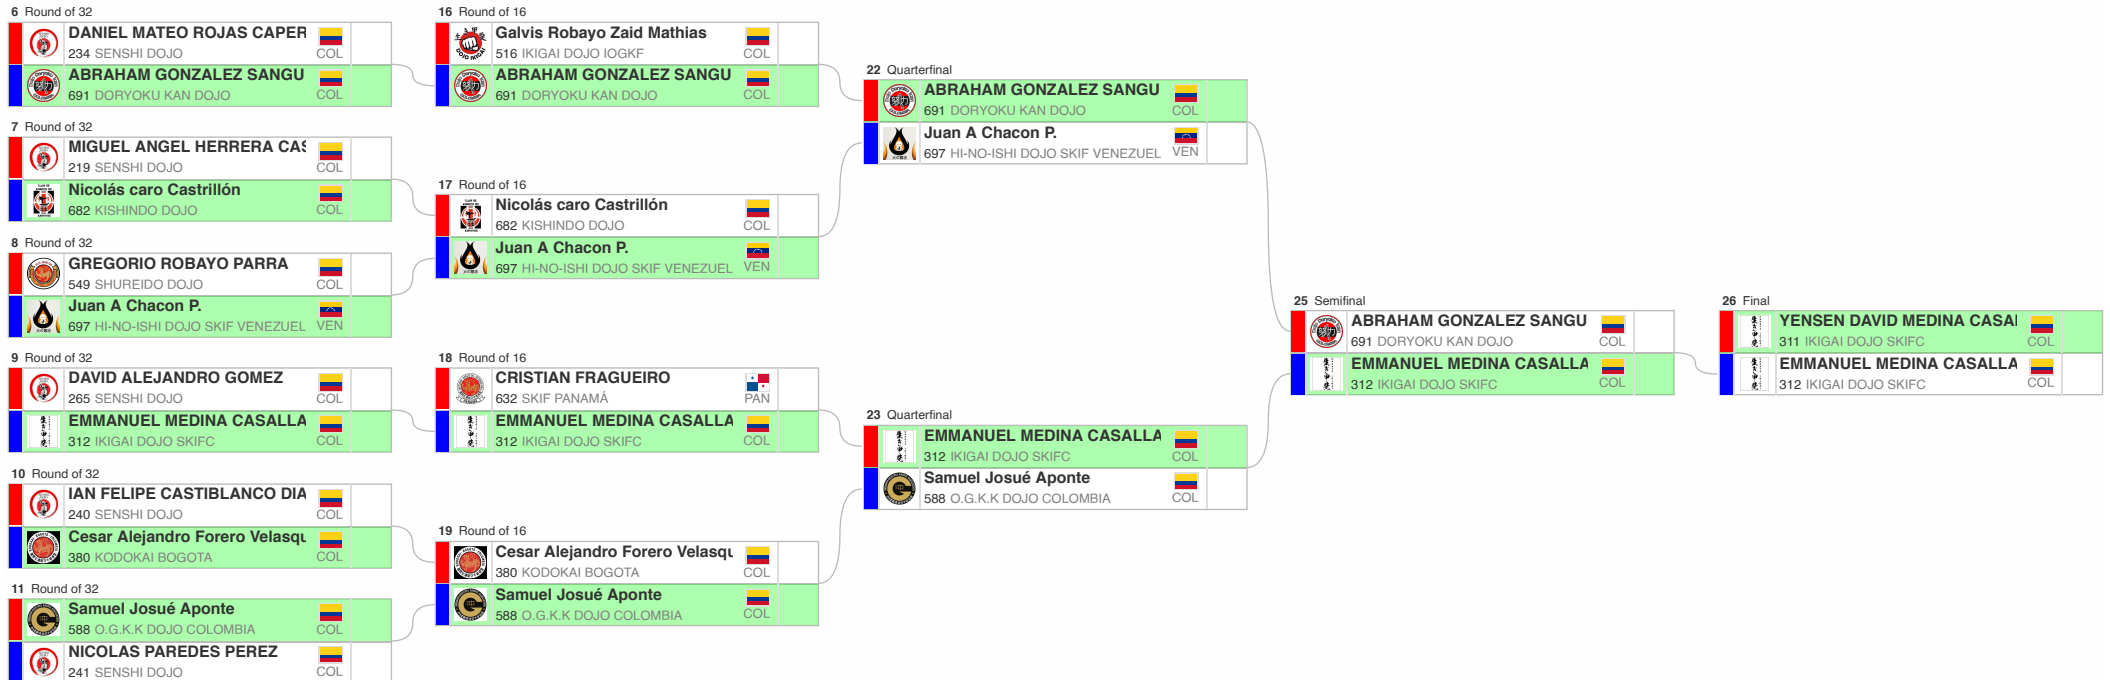 6 Round of 32
DANIEL MATEO ROJAS CAPER
234 SENSHI DOJO
COL
ABRAHAM GONZALEZ SANGU
691 DORYOKU KAN DOJO
COL
7 Round of 32
MIGUEL ANGEL HERRERA CAS
219 SENSHI DOJO
COL
Nicolás caro Castrillón
682 KISHINDO DOJO
COL
8 Round of 32
GREGORIO ROBAYO PARRA
549 SHUREIDO DOJO
COL
Juan A Chacon P.
697 HI-NO-ISHI DOJO SKIF VENEZUEL
VEN
9 Round of 32
DAVID ALEJANDRO GOMEZ
265 SENSHI DOJO
COL
EMMANUEL MEDINA CASALLA
312 IKIGAI DOJO SKIFC
COL
10 Round of 32
IAN FELIPE CASTIBLANCO DIA
240 SENSHI DOJO
COL
Cesar Alejandro Forero Velasqu
380 KODOKAI BOGOTA
COL
11 Round of 32
Samuel Josué Aponte
588 O.G.K.K DOJO COLOMBIA
COL
NICOLAS PAREDES PEREZ
241 SENSHI DOJO
COL
16 Round of 16
Galvis Robayo Zaid Mathias
516 IKIGAI DOJO IOGKF
COL
ABRAHAM GONZALEZ SANGU
691 DORYOKU KAN DOJO
COL
17 Round of 16
Nicolás caro Castrillón
682 KISHINDO DOJO
COL
Juan A Chacon P.
697 HI-NO-ISHI DOJO SKIF VENEZUEL
VEN
18 Round of 16
CRISTIAN FRAGUEIRO
632 SKIF PANAMÁ
PAN
EMMANUEL MEDINA CASALLA
312 IKIGAI DOJO SKIFC
COL
19 Round of 16
Cesar Alejandro Forero Velasqu
380 KODOKAI BOGOTA
COL
Samuel Josué Aponte
588 O.G.K.K DOJO COLOMBIA
COL
22 Quarterfinal
ABRAHAM GONZALEZ SANGU
691 DORYOKU KAN DOJO
COL
Juan A Chacon P.
697 HI-NO-ISHI DOJO SKIF VENEZUEL
VEN
23 Quarterfinal
EMMANUEL MEDINA CASALLA
312 IKIGAI DOJO SKIFC
COL
Samuel Josué Aponte
588 O.G.K.K DOJO COLOMBIA
COL
25 Semifinal
ABRAHAM GONZALEZ SANGU
691 DORYOKU KAN DOJO
COL
EMMANUEL MEDINA CASALLA
312 IKIGAI DOJO SKIFC
COL
26 Final
YENSEN DAVID MEDINA CASA
311 IKIGAI DOJO SKIFC
COL
EMMANUEL MEDINA CASALLA
312 IKIGAI DOJO SKIFC
COL